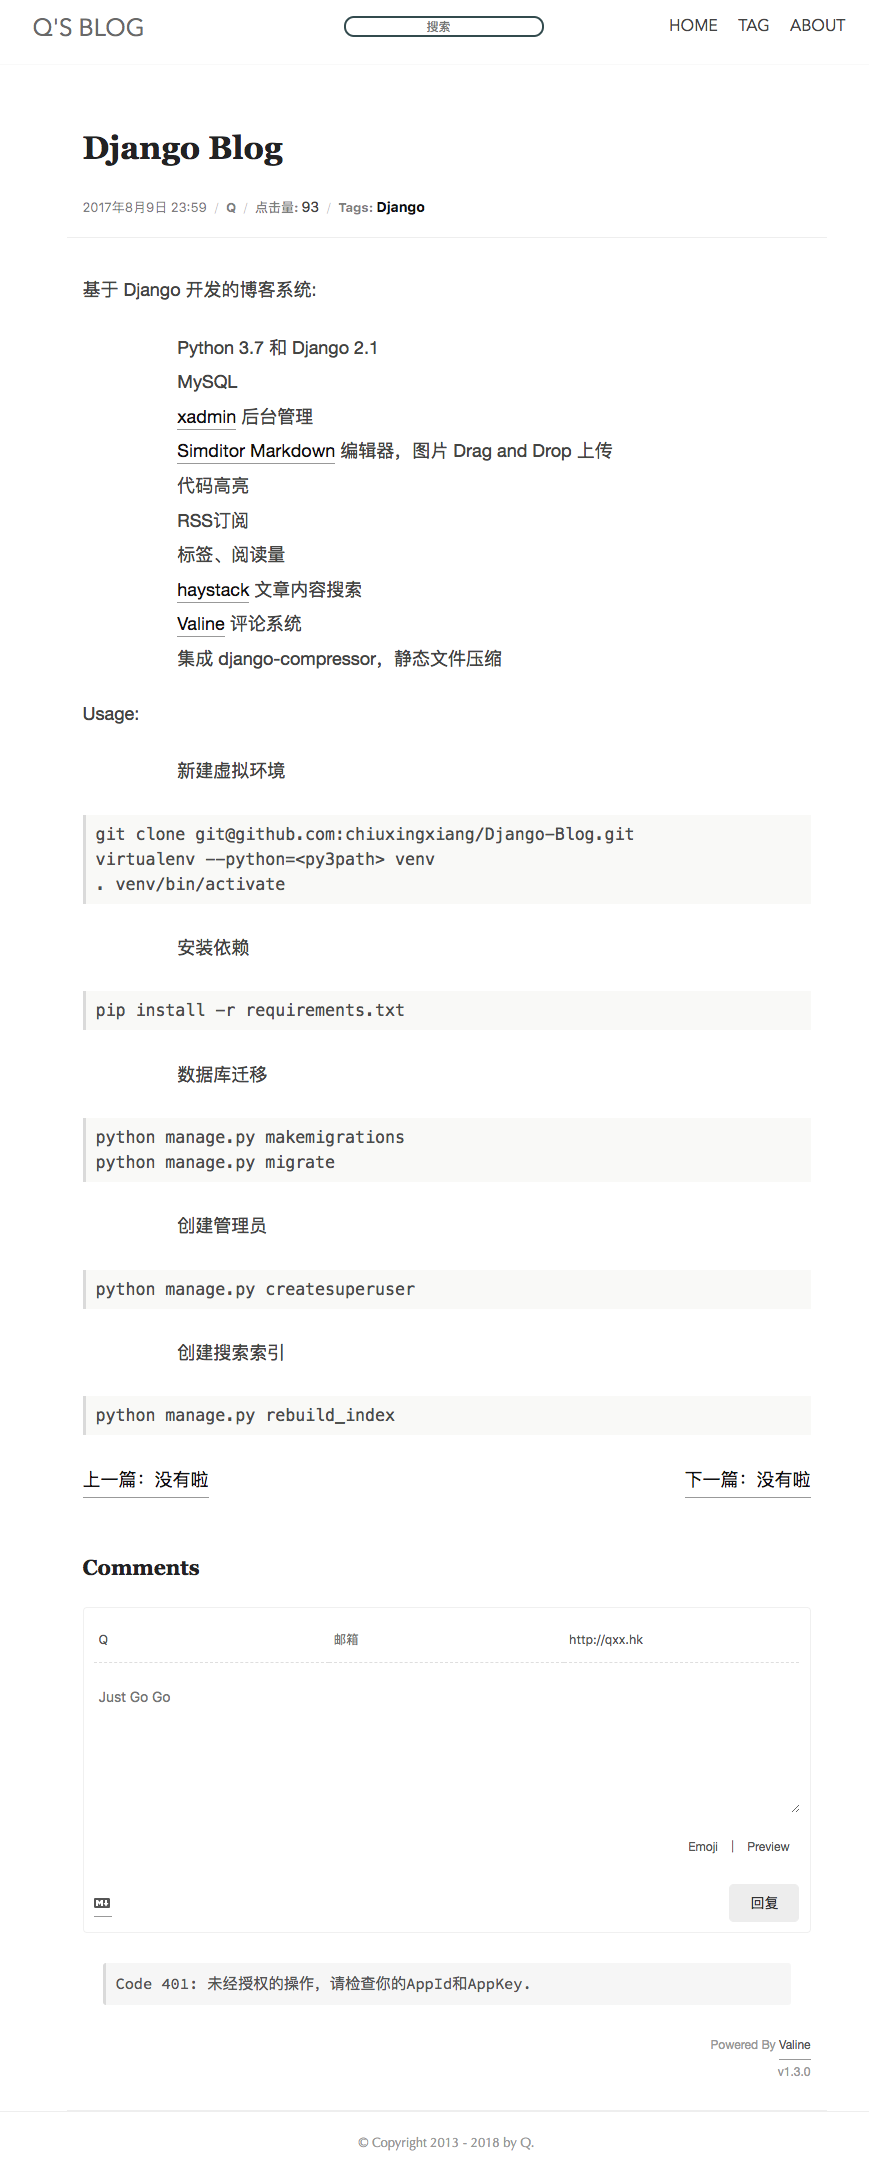 Q'S BLOG
搜索
HOME TAG ABOUT
Django Blog
2017年8月9日 23:59 / Q / 点击量: 93 / Tags: Django
基于 Django 开发的博客系统:
Python 3.7 和 Django 2.1
MySQL
xadmin 后台管理
Simditor Markdown 编辑器，图片 Drag and Drop 上传
代码高亮
RSS订阅
标签、阅读量
haystack 文章内容搜索
Valine 评论系统
集成 django-compressor，静态文件压缩
Usage:
新建虚拟环境
git clone git@github.com:chiuxingxiang/Django-Blog.git
virtualenv --python=<py3path> venv
. venv/bin/activate
安装依赖
pip install -r requirements.txt
数据库迁移
python manage.py makemigrations
python manage.py migrate
创建管理员
python manage.py createsuperuser
创建搜索索引
python manage.py rebuild_index
上一篇：没有啦 下一篇：没有啦
Comments
Q 邮箱 http://qxx.hk
Just Go Go
Emoji | Preview
M
回复
Code 401: 未经授权的操作，请检查你的AppId和AppKey.
Powered By Valine
v1.3.0
© Copyright 2013 - 2018 by Q.